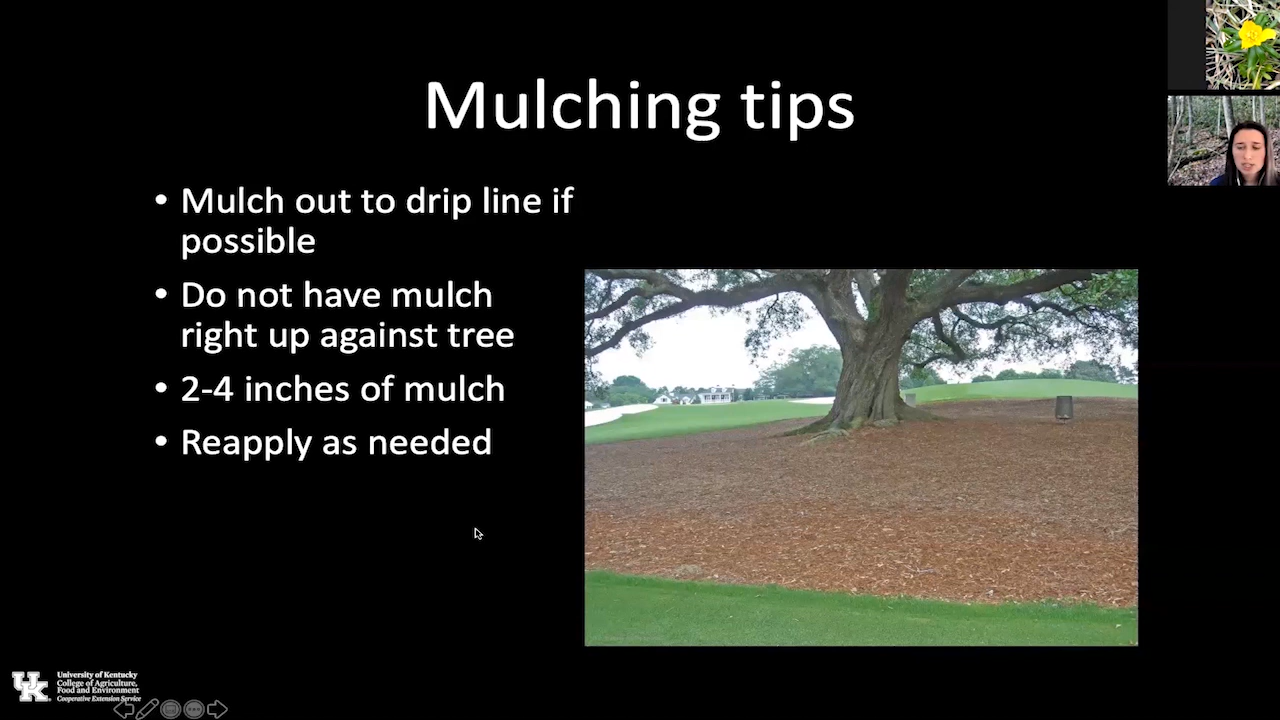 Mulching tips
• Mulch out to drip line if
possible
• Do not have mulch
right up against tree
• 2-4 inches of mulch
• Reapply as needed
UK
University of Kentucky
College of Agriculture,
Food and Environment
Cooperative Extension Service